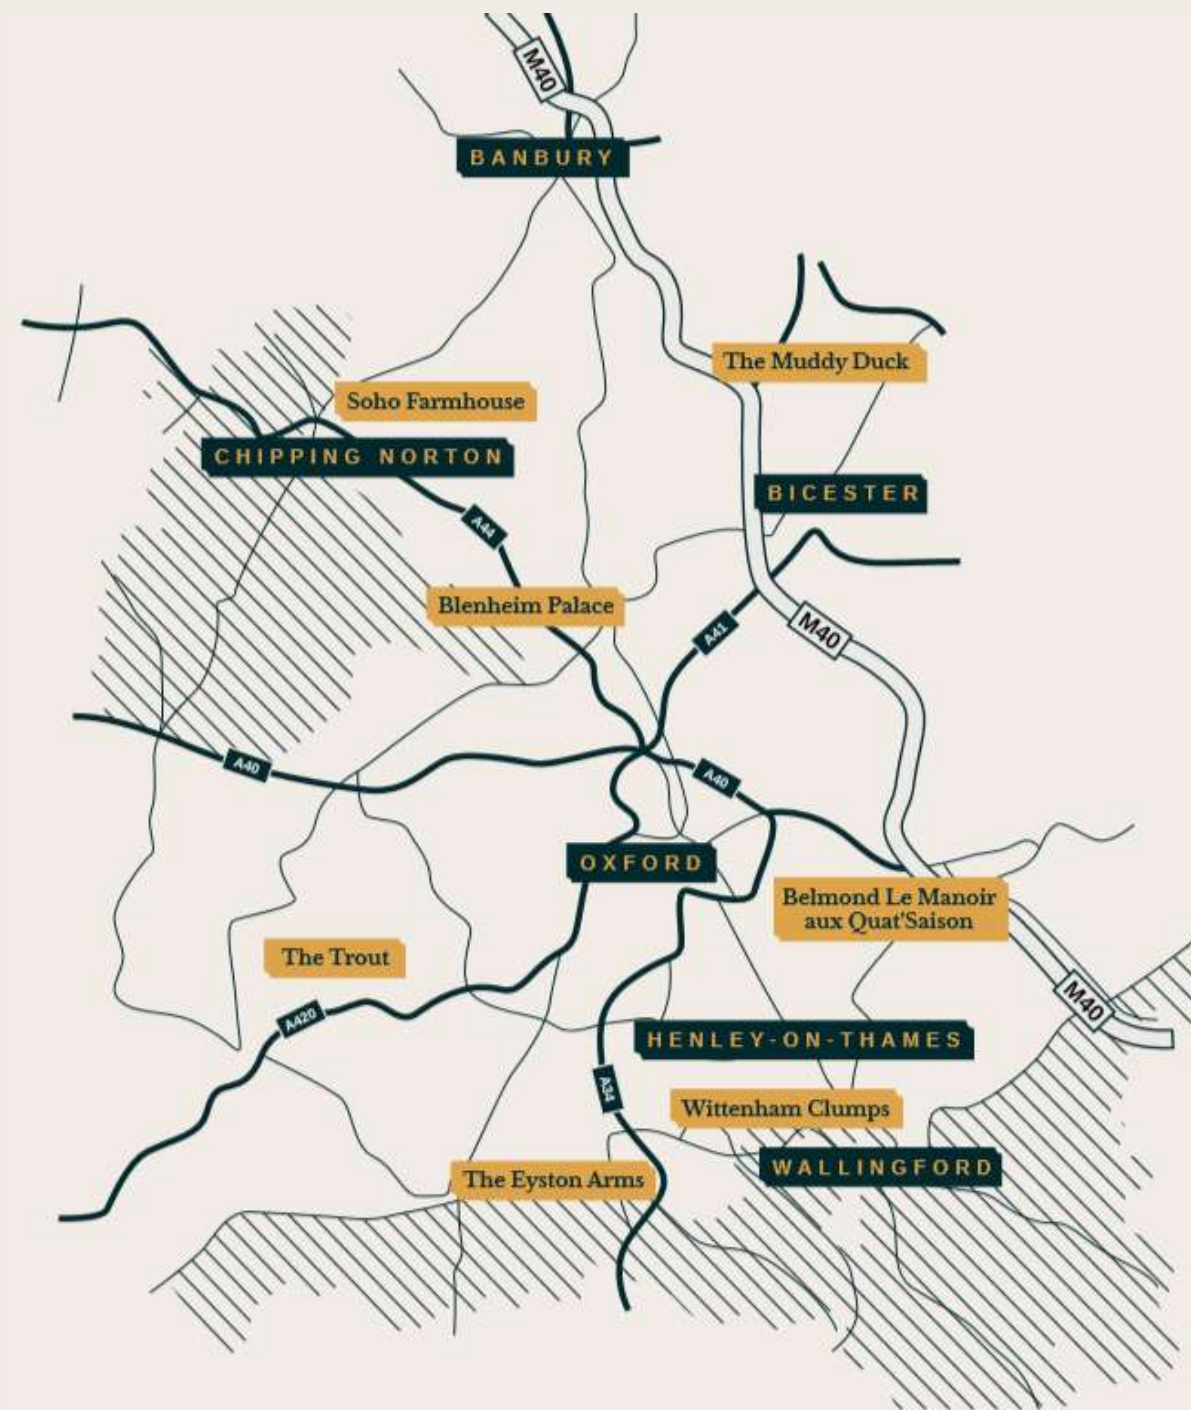 M40
BANBURY
The Muddy Duck
Soho Farmhouse
CHIPPING NORTON
BICESTER
A44
Blenheim Palace
A41
M40
A40
A40
OXFORD
Belmond Le Manoir
aux Quat'Saison
The Trout
M40
A420
HENLEY-ON-THAMES
A34
Wittenham Clumps
WALLINGFORD
The Eyston Arms